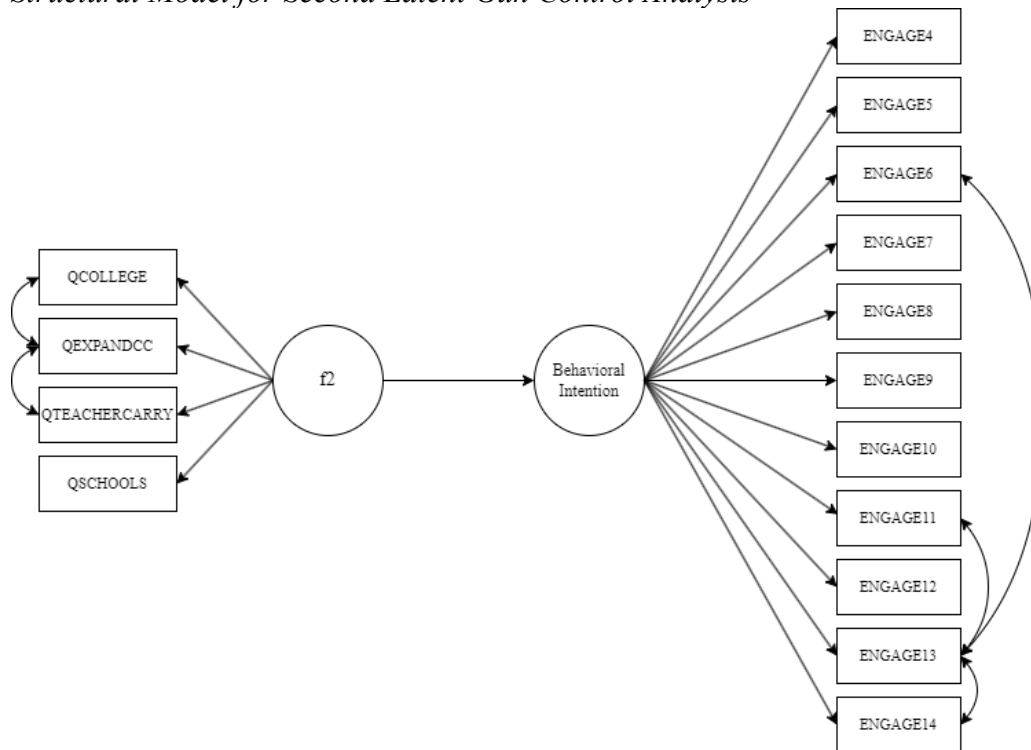 Structural Model for Second Latent Gun Control Analysis
ENGAGE4
ENGAGE5
ENGAGE6
ENGAGE7
ENGAGE8
ENGAGE9
ENGAGE10
ENGAGE11
ENGAGE12
ENGAGE13
ENGAGE14
QCOLLEGE
QEXPANDCC
QTEACHERCARRY
QSCHOOLS
f2
Behavioral
Intention